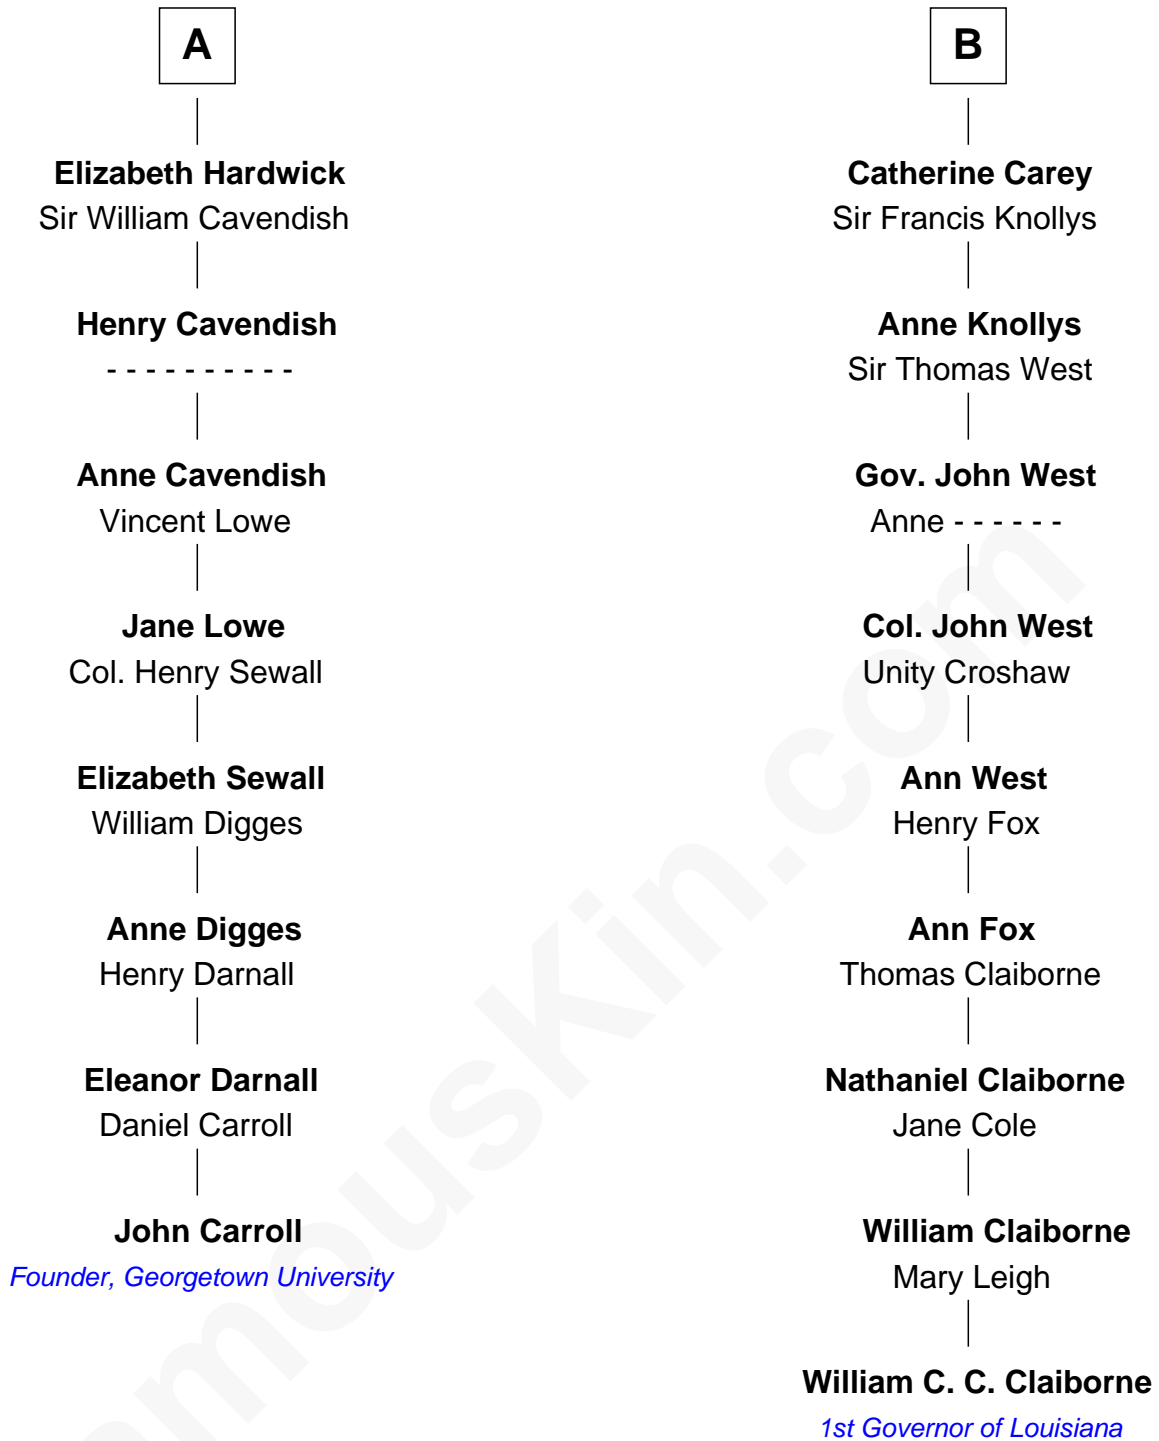 A
Elizabeth Hardwick
Sir William Cavendish
Henry Cavendish
- - - - - - - - - -
Anne Cavendish
Vincent Lowe
Jane Lowe
Col. Henry Sewall
Elizabeth Sewall
William Digges
Anne Digges
Henry Darnall
Eleanor Darnall
Daniel Carroll
John Carroll
Founder, Georgetown University
B
Catherine Carey
Sir Francis Knollys
Anne Knollys
Sir Thomas West
Gov. John West
Anne - - - - - -
Col. John West
Unity Croshaw
Ann West
Henry Fox
Ann Fox
Thomas Claiborne
Nathaniel Claiborne
Jane Cole
William Claiborne
Mary Leigh
William C. C. Claiborne
1st Governor of Louisiana
amouskin.com